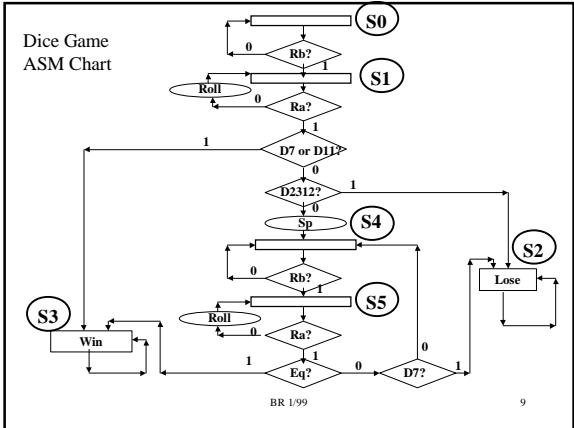 Dice Game
ASM Chart
S0
0
Rb?
1
S1
Roll
0
Ra?
1
1
D7 or D11?
0
D2312?
1
0
Sp
S4
0
Rb?
1
S2
Lose
S5
Roll
0
Ra?
1
S3
Win
1
Eq?
0
D7?
0
1
BR 1/99
9